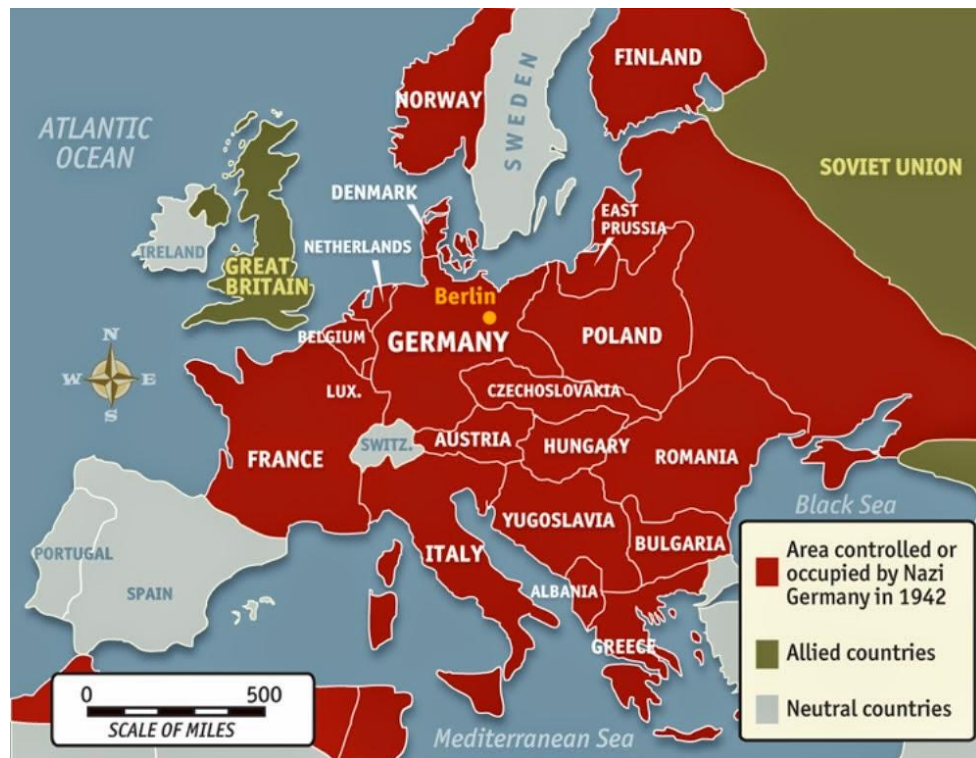 FINLAND
NORWAY
SWEDEN
ATLANTIC
OCEAN
SOVIET UNION
DENMARK
EAST
PRUSSIA
NETHERLANDS
IRELAND
GREAT
BRITAIN
Berlin
BELGIUM
GERMANY
POLAND
N
W E
S
LUX.
CZECHOSLOVAKIA
FRANCE
SWITZ.
AUSTRIA
HUNGARY
ROMANIA
Black Sea
YUGOSLAVIA
BULGARIA
ITALY
PORTUGAL
SPAIN
ALBANIA
GREECE
Area controlled or
occupied by Nazi
Germany in 1942
Allied countries
Neutral countries
0 500
SCALE OF MILES
Mediterranean Sea